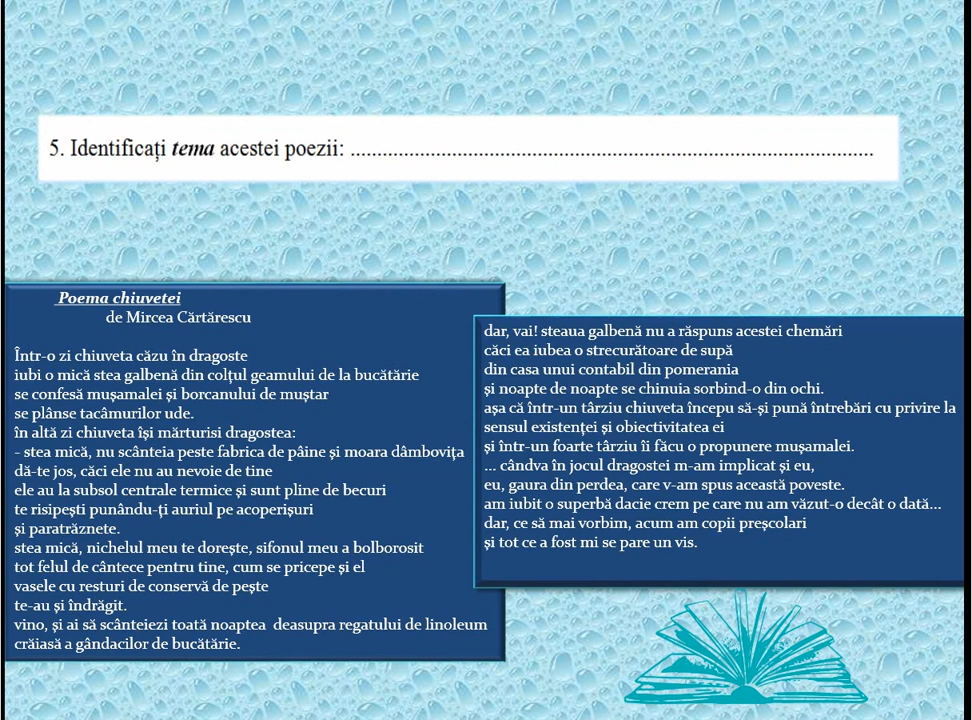 5. Identificați tema acestei poezii: ..........................................................................................
Poema chiuvetei
de Mircea Cărtărescu
Într-o zi chiuveta căzu în dragoste
iubi o mică stea galbenă din colțul geamului de la bucătărie
se confesă mușamalei și borcanului de muștar
se plânse tacâmurilor ude.
în altă zi chiuveta își mărturisi dragostea:
- stea mică, nu scânteia peste fabrica de pâine și moara dâmbovița
dă-te jos, căci ele nu au nevoie de tine
ele au la subsol centrale termice și sunt pline de becuri
te risipești punându-ți auriul pe acoperișuri
și paratrăznete.
stea mică, nichelul meu te dorește, sifonul meu a bolborosit
tot felul de cântece pentru tine, cum se pricepe și el
vasele cu resturi de conservă de pește
te-au și îndrăgit.
vino, și ai să scânteiezi toată noaptea deasupra regatului de linoleum
crăiasă a gândacilor de bucătărie.
dar, vai! steaua galbenă nu a răspuns acestei chemări
căci ea iubea o strecurătoare de supă
din casa unui contabil din pomerania
și noapte de noapte se chinuia sorbind-o din ochi.
așa că într-un târziu chiuveta începu să-și pună întrebări cu privire la
sensul existenței și obiectivitatea ei
și într-un foarte târziu îi făcu o propunere mușamalei.
... cândva în jocul dragostei m-am implicat și eu,
eu, gaura din perdea, care v-am spus această poveste.
am iubit o superbă dacie crem pe care nu am văzut-o decât o dată...
dar, ce să mai vorbim, acum am copii preșcolari
și tot ce a fost mi se pare un vis.